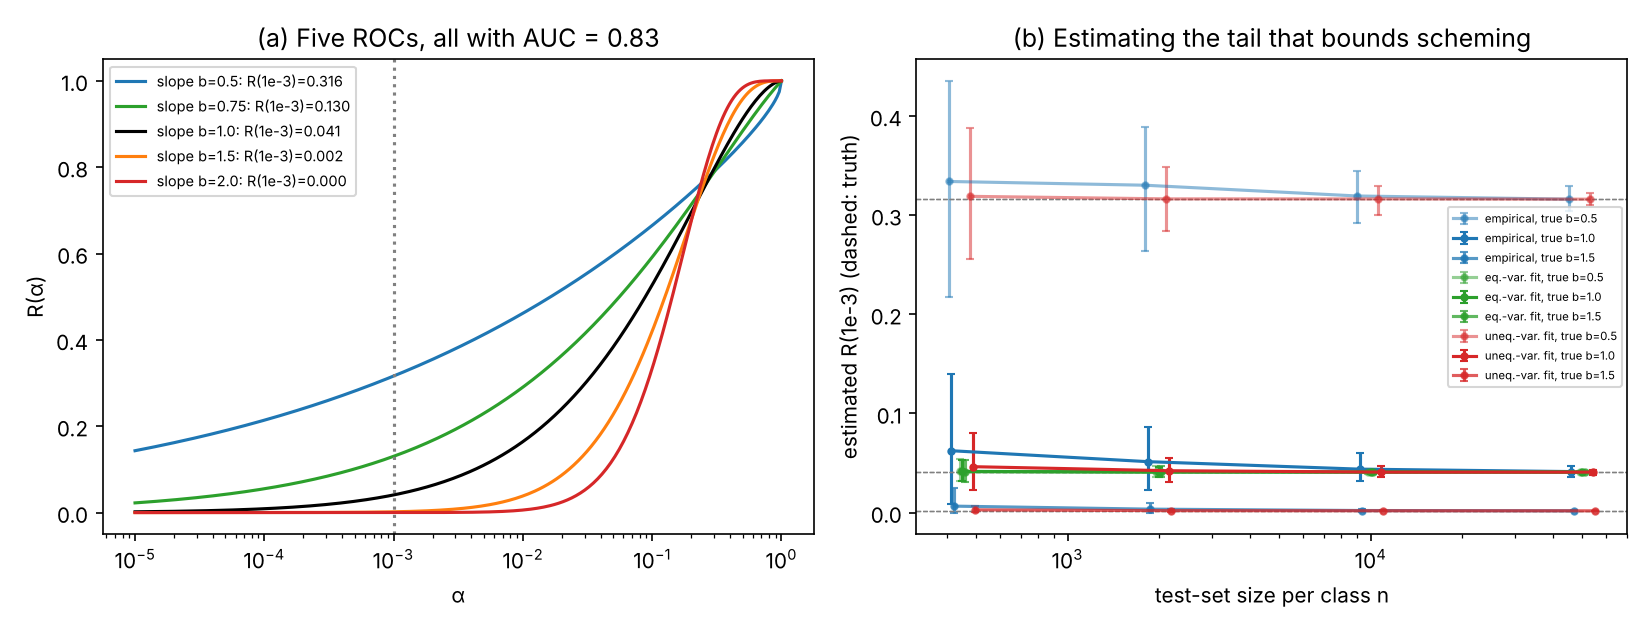 (a) Five ROCs, all with AUC = 0.83
R(α)
1.0
0.8
0.6
0.4
0.2
0.0
slope b=0.5: R(1e-3)=0.316
slope b=0.75: R(1e-3)=0.130
slope b=1.0: R(1e-3)=0.041
slope b=1.5: R(1e-3)=0.002
slope b=2.0: R(1e-3)=0.000
10⁻⁵ 10⁻⁴ 10⁻³ 10⁻² 10⁻¹ 10⁰
α
(b) Estimating the tail that bounds scheming
estimated R(1e-3) (dashed: truth)
0.4
0.3
0.2
0.1
0.0
empirical, true b=0.5
empirical, true b=1.0
empirical, true b=1.5
eq.-var. fit, true b=0.5
eq.-var. fit, true b=1.0
eq.-var. fit, true b=1.5
uneq.-var. fit, true b=0.5
uneq.-var. fit, true b=1.0
uneq.-var. fit, true b=1.5
10³ 10⁴
test-set size per class n